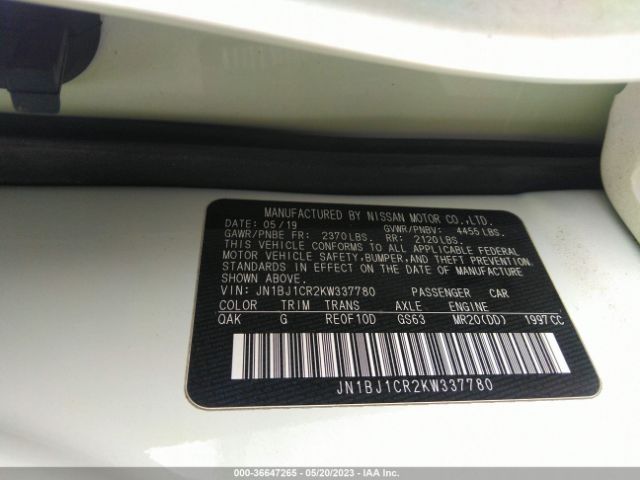 MANUFACTURED BY NISSAN MOTOR CO.,LTD.
DATE: 05/19 GVWR/PNBV: 4455 LBS.
GAWR/PNBE FR: 2370 LBS. RR: 2120 LBS.
THIS VEHICLE CONFORMS TO ALL APPLICABLE FEDERAL
MOTOR VEHICLE SAFETY, BUMPER, AND THEFT PREVENTION
STANDARDS IN EFFECT ON THE DATE OF MANUFACTURE
SHOWN ABOVE.
VIN: JN1BJ1CR2KW337780 PASSENGER CAR
COLOR TRIM TRANS AXLE ENGINE
QAK G RE0F10D GS63 MR20(DD) 1997CC
JN1BJ1CR2KW337780
000-36647265 - 05/20/2023 - IAA Inc.